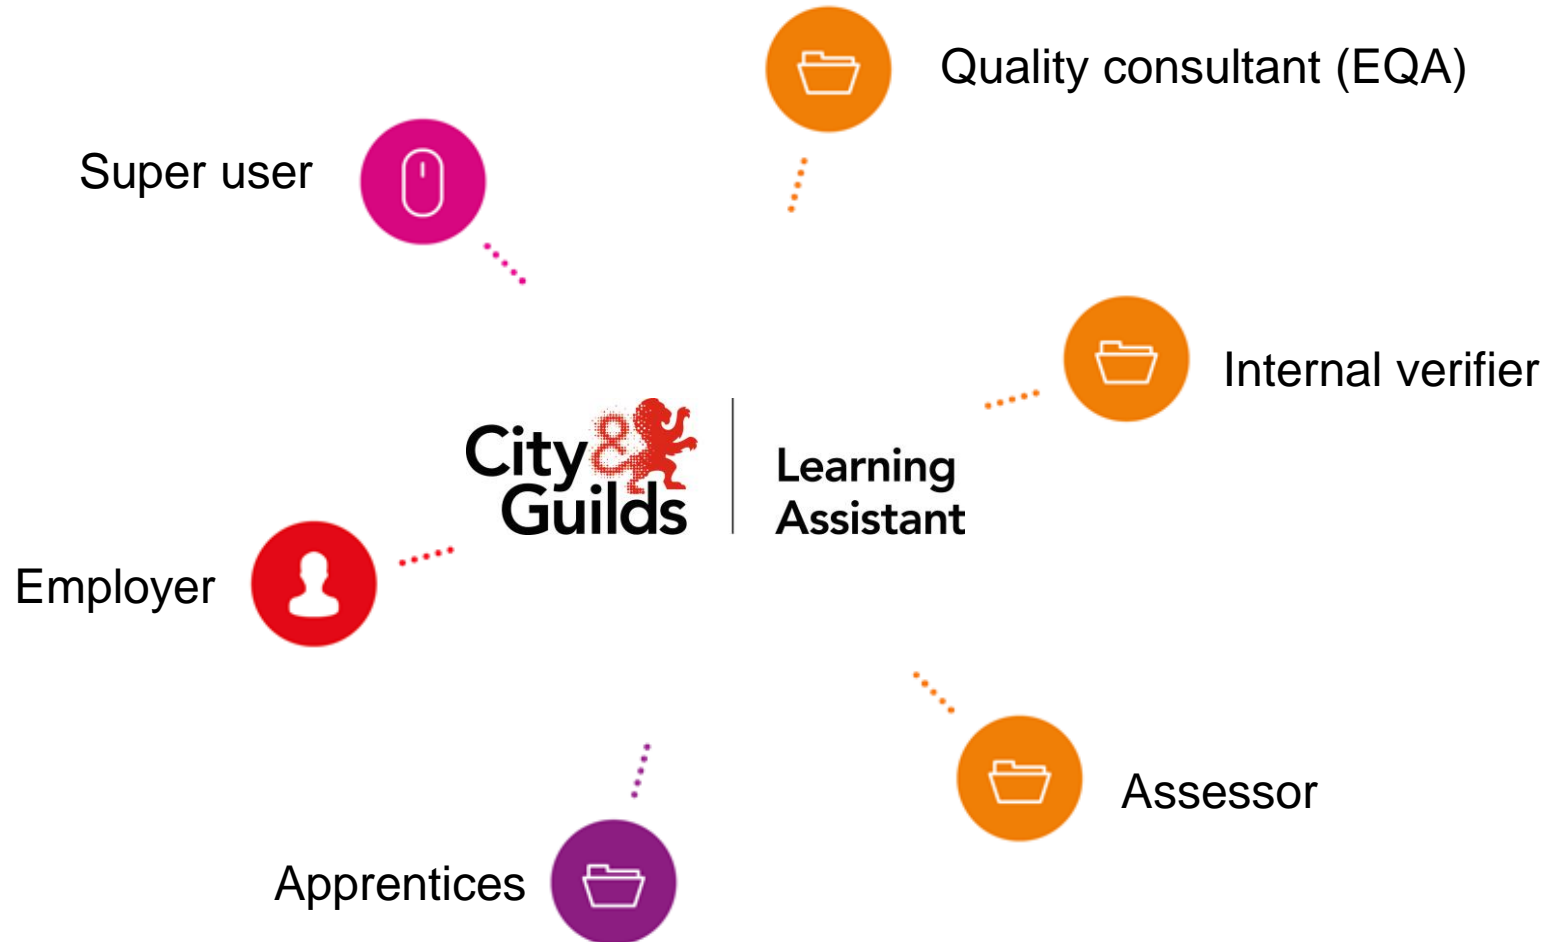 Quality consultant (EQA)
Super user
Internal verifier
City &
Guilds
Learning
Assistant
Employer
Assessor
Apprentices